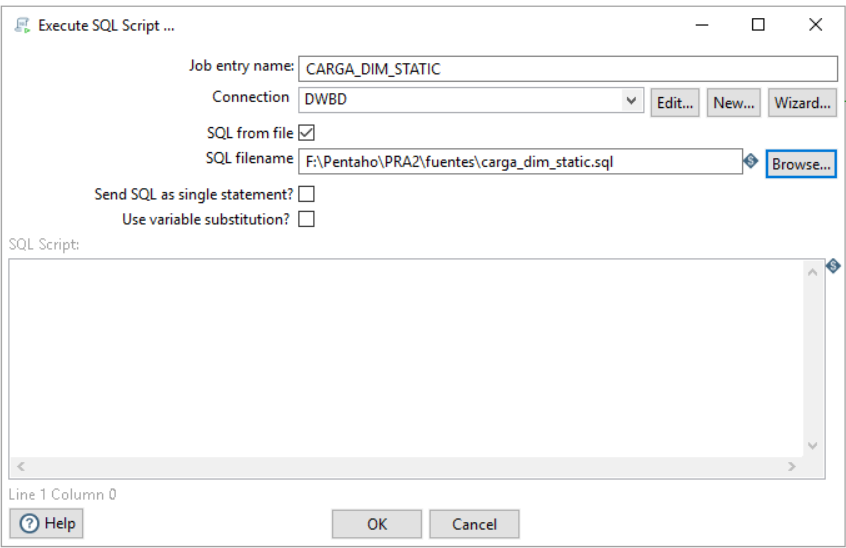 Execute SQL Script ...
Job entry name: CARGA_DIM_STATIC
Connection DWBD Edit... New... Wizard...
SQL from file
SQL filename F:\Pentaho\PRA2\fuentes\carga_dim_static.sql Browse...
Send SQL as single statement?
Use variable substitution?
SQL Script:
Line 1 Column 0
Help OK Cancel